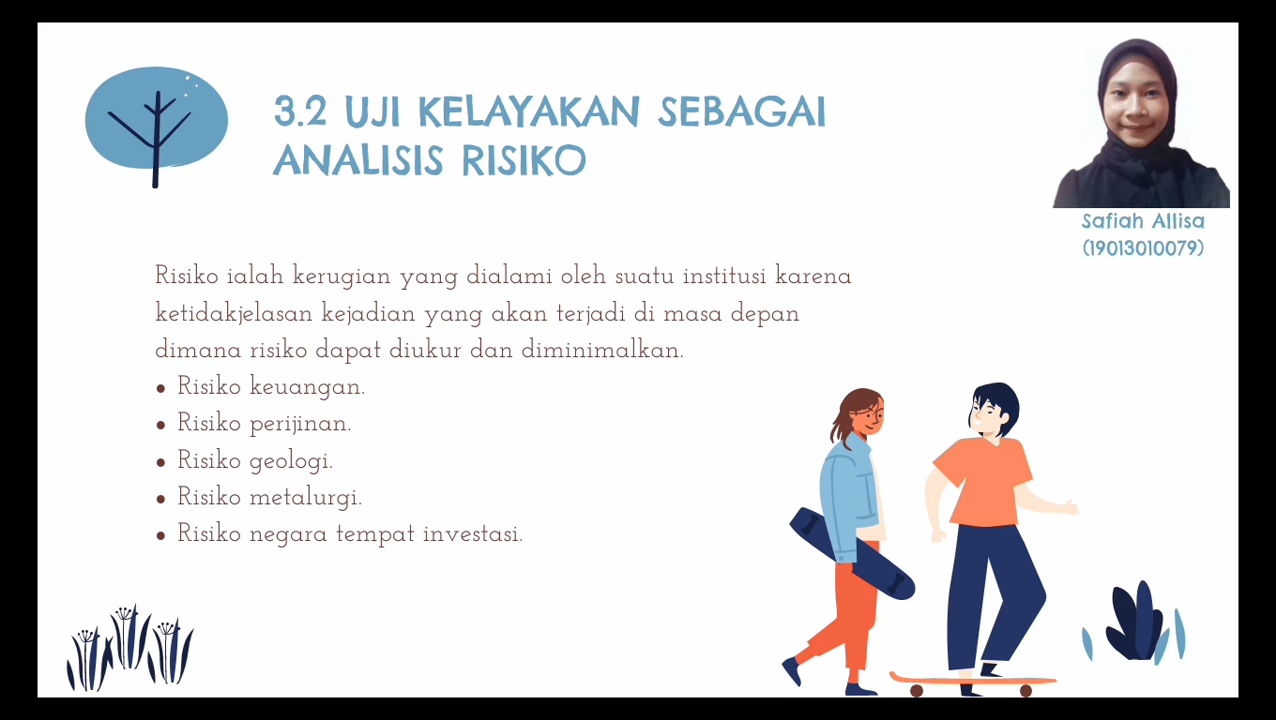 3.2 UJI KELAYAKAN SEBAGAI
ANALISIS RISIKO
Safiah Allisa
(19013010079)
Risiko ialah kerugian yang dialami oleh suatu institusi karena
ketidakjelasan kejadian yang akan terjadi di masa depan
dimana risiko dapat diukur dan diminimalkan.
• Risiko keuangan.
• Risiko perijinan.
• Risiko geologi.
• Risiko metalurgi.
• Risiko negara tempat investasi.